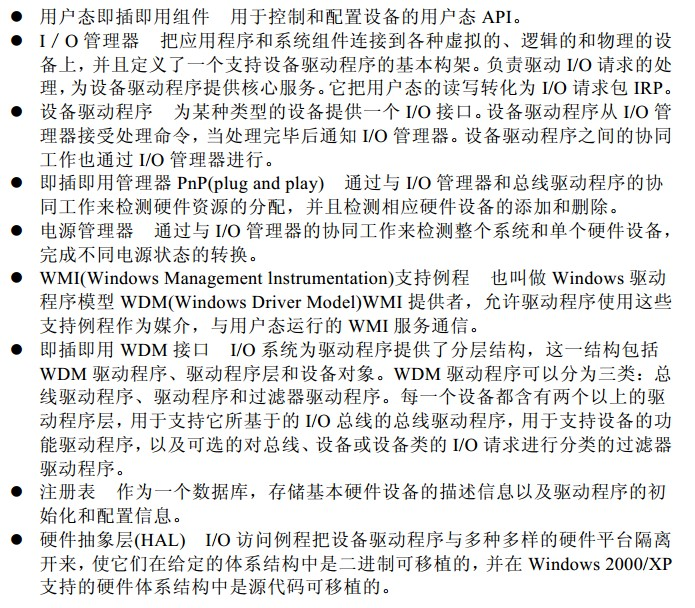 ● 用户态即插即用组件　用于控制和配置设备的用户态 API。
● I／O 管理器　把应用程序和系统组件连接到各种虚拟的、逻辑的和物理的设
备上，并且定义了一个支持设备驱动程序的基本构架。负责驱动 I/O 请求的处
理，为设备驱动程序提供核心服务。它把用户态的读写转化为 I/O 请求包 IRP。
● 设备驱动程序　为某种类型的设备提供一个 I/O 接口。设备驱动程序从 I/O 管
理器接受处理命令，当处理完毕后通知 I/O 管理器。设备驱动程序之间的协同
工作也通过 I/O 管理器进行。
● 即插即用管理器 PnP(plug and play)　通过与 I/O 管理器和总线驱动程序的协
同工作来检测硬件资源的分配，并且检测相应硬件设备的添加和删除。
● 电源管理器　通过与 I/O 管理器的协同工作来检测整个系统和单个硬件设备，
完成不同电源状态的转换。
● WMI(Windows Management lnstrumentation)支持例程　也叫做 Windows 驱动
程序模型 WDM(Windows Driver Model)WMI 提供者，允许驱动程序使用这些
支持例程作为媒介，与用户态运行的 WMI 服务通信。
● 即插即用 WDM 接口　I/O 系统为驱动程序提供了分层结构，这一结构包括
WDM 驱动程序、驱动程序层和设备对象。WDM 驱动程序可以分为三类：总
线驱动程序、驱动程序和过滤器驱动程序。每一个设备都含有两个以上的驱
动程序层，用于支持它所基于的 I/O 总线的总线驱动程序，用于支持设备的功
能驱动程序，以及可选的对总线、设备或设备类的 I/O 请求进行分类的过滤器
驱动程序。
● 注册表　作为一个数据库，存储基本硬件设备的描述信息以及驱动程序的初
始化和配置信息。
● 硬件抽象层(HAL)　I/O 访问例程把设备驱动程序与多种多样的硬件平台隔离
开来，使它们在给定的体系结构中是二进制可移植的，并在 Windows 2000/XP
支持的硬件体系结构中是源代码可移植的。